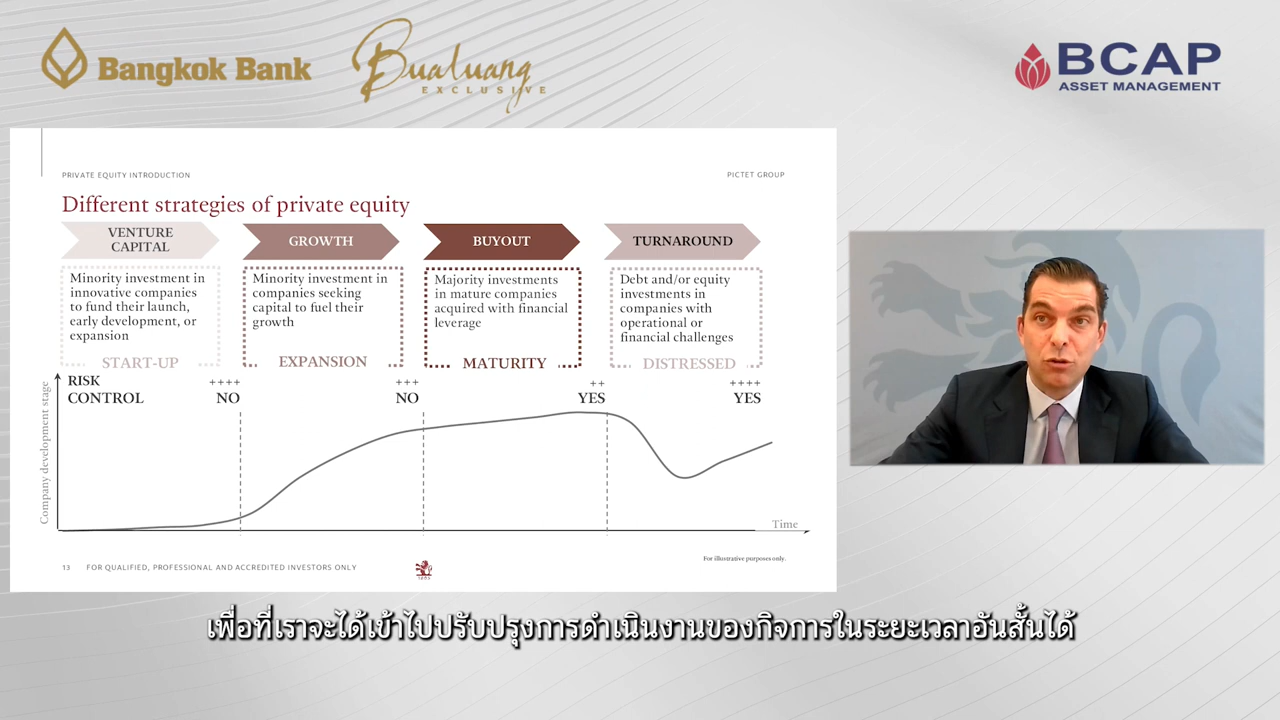 Bangkok Bank
Bualuang
EXCLUSIVE
BCAP
ASSET MANAGEMENT
PRIVATE EQUITY INTRODUCTION
PICTET GROUP
Different strategies of private equity
VENTURE
CAPITAL
GROWTH
BUYOUT
TURNAROUND
Minority investment in
innovative companies
to fund their launch,
early development, or
expansion
START-UP
Minority investment in
companies seeking
capital to fuel their
growth
EXPANSION
Majority investments
in mature companies
acquired with financial
leverage
MATURITY
Debt and/or equity
investments in
companies with
operational or
financial challenges
DISTRESSED
RISK ++++ +++ ++ ++++
CONTROL NO NO YES YES
Company development stage
Time
For illustrative purposes only.
13 FOR QUALIFIED, PROFESSIONAL AND ACCREDITED INVESTORS ONLY
1805
เพื่อที่เราจะได้เข้าไปปรับปรุงการดำเนินงานของกิจการในระยะเวลาอันสั้นได้